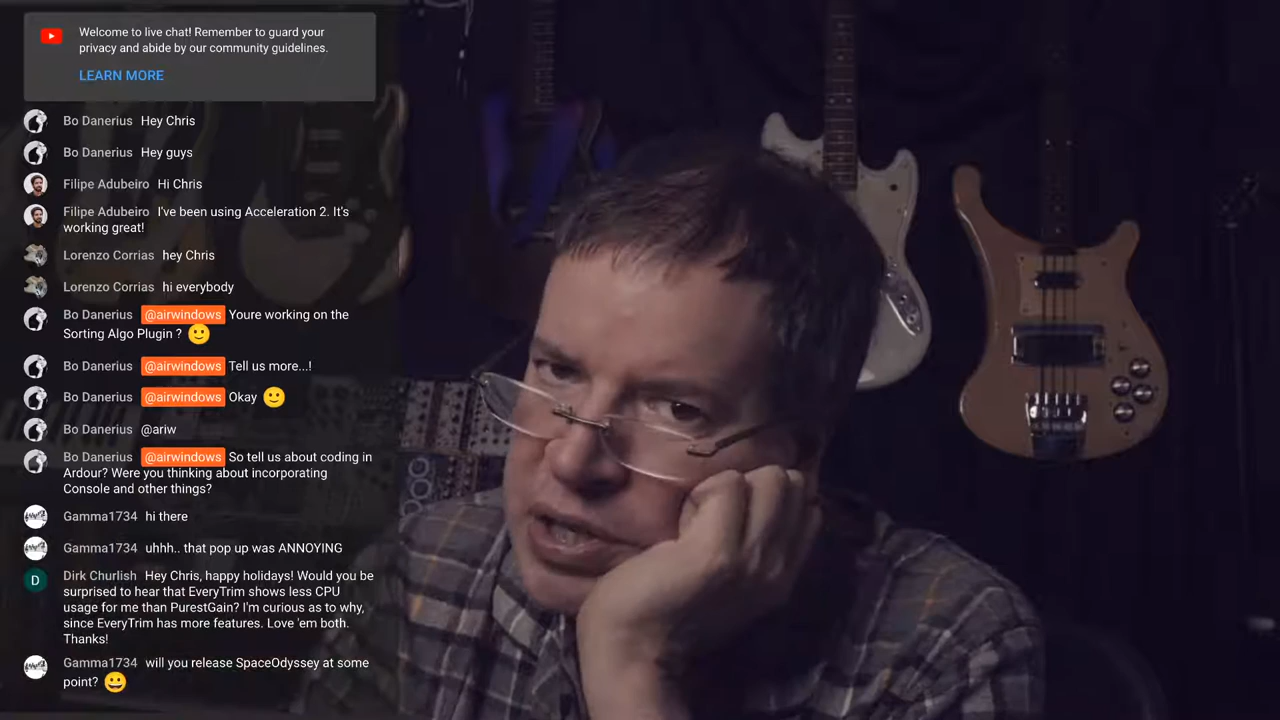 Welcome to live chat! Remember to guard your
privacy and abide by our community guidelines.
LEARN MORE
Bo Danerius Hey Chris
Bo Danerius Hey guys
Filipe Adubeiro Hi Chris
Filipe Adubeiro I've been using Acceleration 2. It's
working great!
Lorenzo Corrias hey Chris
Lorenzo Corrias hi everybody
Bo Danerius @airwindows Youre working on the
Sorting Algo Plugin ? 🙂
Bo Danerius @airwindows Tell us more...!
Bo Danerius @airwindows Okay 🙂
Bo Danerius @ariw
Bo Danerius @airwindows So tell us about coding in
Ardour? Were you thinking about incorporating
Console and other things?
Gamma1734 hi there
Gamma1734 uhhh.. that pop up was ANNOYING
D Dirk Churlish Hey Chris, happy holidays! Would you be
surprised to hear that EveryTrim shows less CPU
usage for me than PurestGain? I'm curious as to why,
since EveryTrim has more features. Love 'em both.
Thanks!
Gamma1734 will you release SpaceOdyssey at some
point? 😀